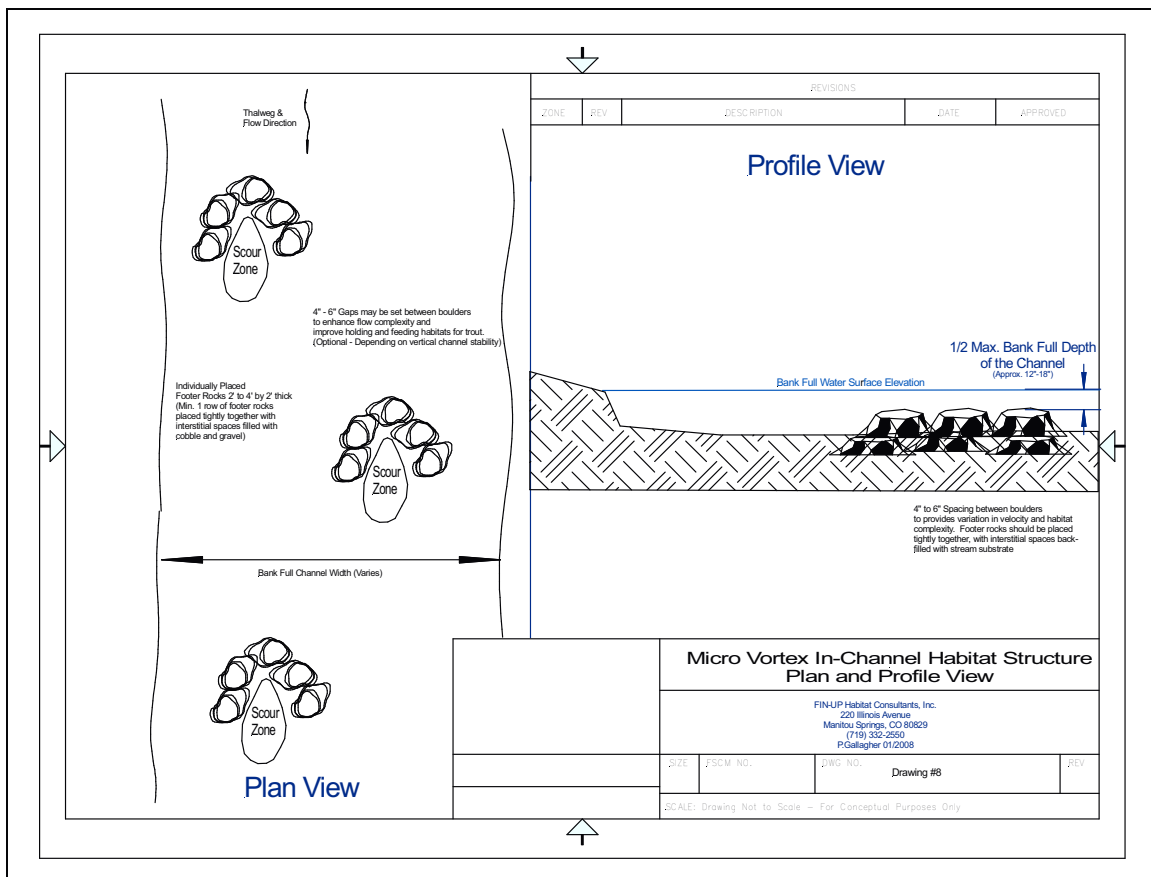 Thalweg &
Flow Direction
Scour
Zone
4" - 6" Gaps may be set between boulders
to enhance flow complexity and
improve holding and feeding habitats for trout.
(Optional - Depending on vertical channel stability)
Individually Placed
Footer Rocks 2' to 4' by 2' thick
(Min. 1 row of footer rocks
placed tightly together with
interstitial spaces filled with
cobble and gravel)
Scour
Zone
Bank Full Channel Width (Varies)
Scour
Zone
Plan View
REVISIONS
ZONE REV DESCRIPTION DATE APPROVED
Profile View
1/2 Max. Bank Full Depth
of the Channel
(Approx. 12"-18")
Bank Full Water Surface Elevation
4" to 6" Spacing between boulders
to provides variation in velocity and habitat
complexity. Footer rocks should be placed
tightly together, with interstitial spaces back-
filled with stream substrate
Micro Vortex In-Channel Habitat Structure
Plan and Profile View
FIN-UP Habitat Consultants, Inc.
220 Illinois Avenue
Manitou Springs, CO 80829
(719) 332-2550
P.Gallagher 01/2008
SIZE FSCM NO. DWG NO. REV
Drawing #8
SCALE: Drawing Not to Scale – For Conceptual Purposes Only